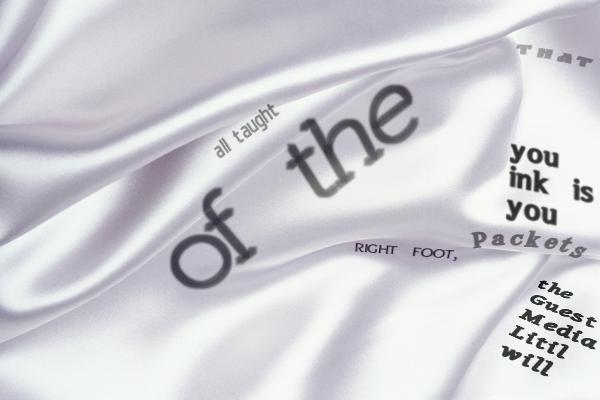 THAT
all taught
of the
you
ink is
you
Packets
RIGHT FOOT,
the
Guest
Media
Litil
will